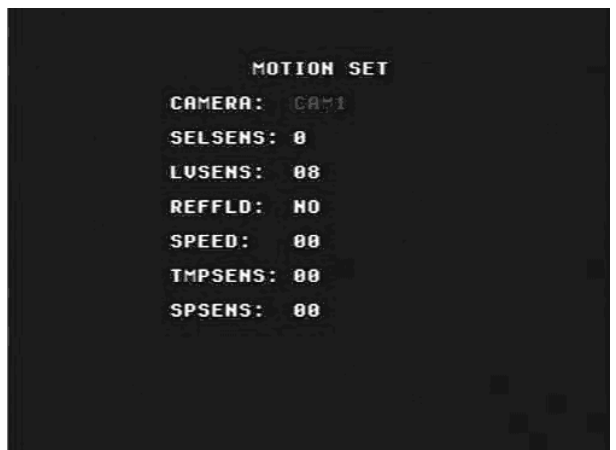 MOTION SET
CAMERA: CAM1
SELSENS: 0
LVSENS: 08
REFFLD: NO
SPEED: 00
TMPSENS: 00
SPSENS: 00